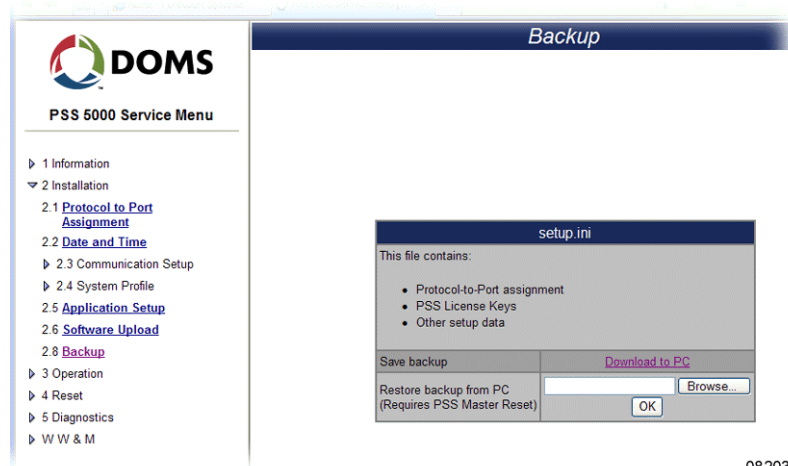 Backup
DOMS
PSS 5000 Service Menu
1 Information
2 Installation
2.1 Protocol to Port
Assignment
2.2 Date and Time
2.3 Communication Setup
2.4 System Profile
2.5 Application Setup
2.6 Software Upload
2.8 Backup
3 Operation
4 Reset
5 Diagnostics
W W & M
setup.ini
This file contains:
• Protocol-to-Port assignment
• PSS License Keys
• Other setup data
Save backup Download to PC
Restore backup from PC Browse...
(Requires PSS Master Reset) OK